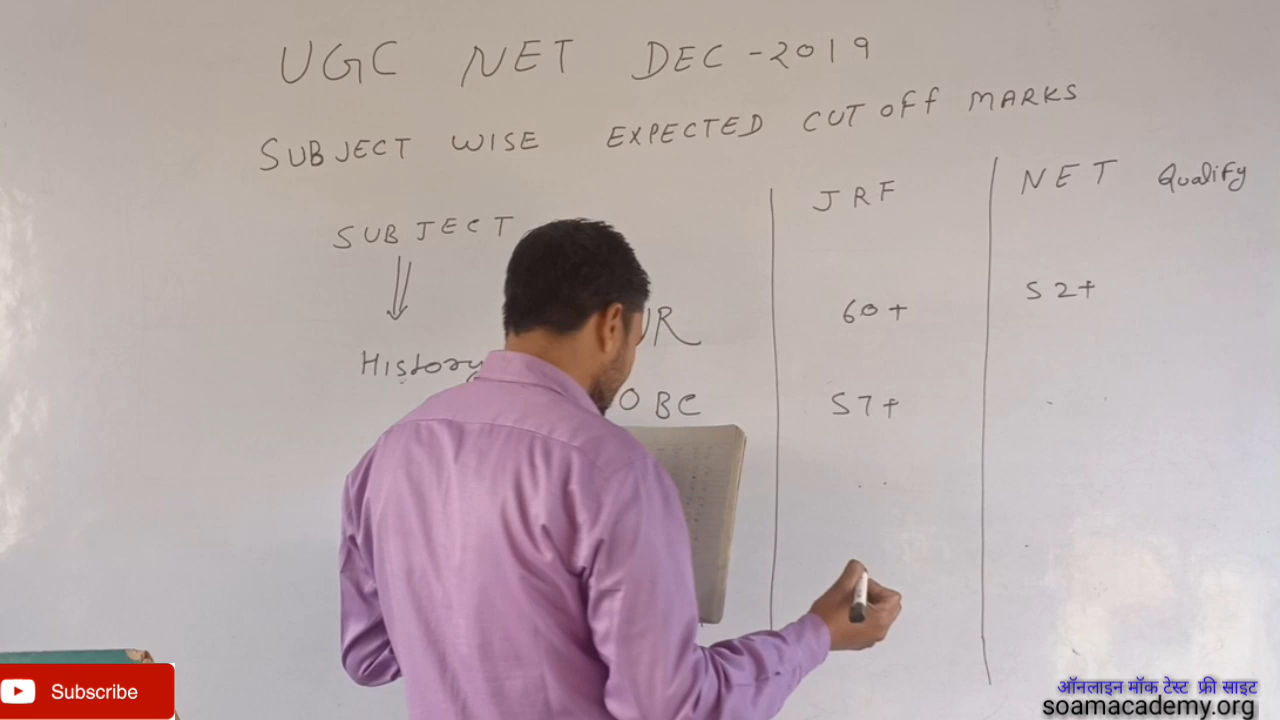 UGC NET DEC-2019
SUBJECT WISE EXPECTED CUT OFF MARKS
SUBJECT JRF NET Qualify
UR 60+ 52+
History
OBC 57+
Subscribe
ऑनलाइन मॉक टेस्ट फ्री साइट
soamacademy.org